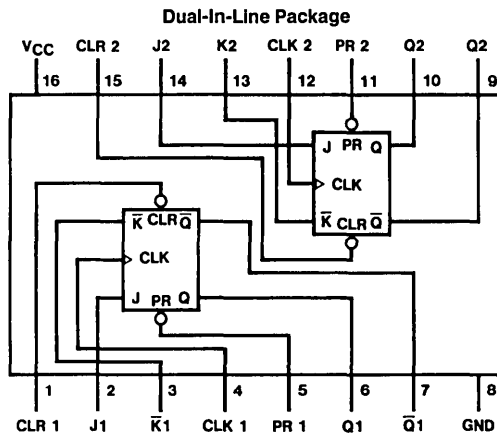 Dual-In-Line Package
VCC CLR 2 J2 K2 CLK 2 PR 2 Q2 Q2
16 15 14 13 12 11 10 9
J PR Q
CLK
K̅ CLR Q̅
K̅ CLR Q̅
CLK
J PR Q
1 2 3 4 5 6 7 8
CLR 1 J1 K̅1 CLK 1 PR 1 Q1 Q̅1 GND